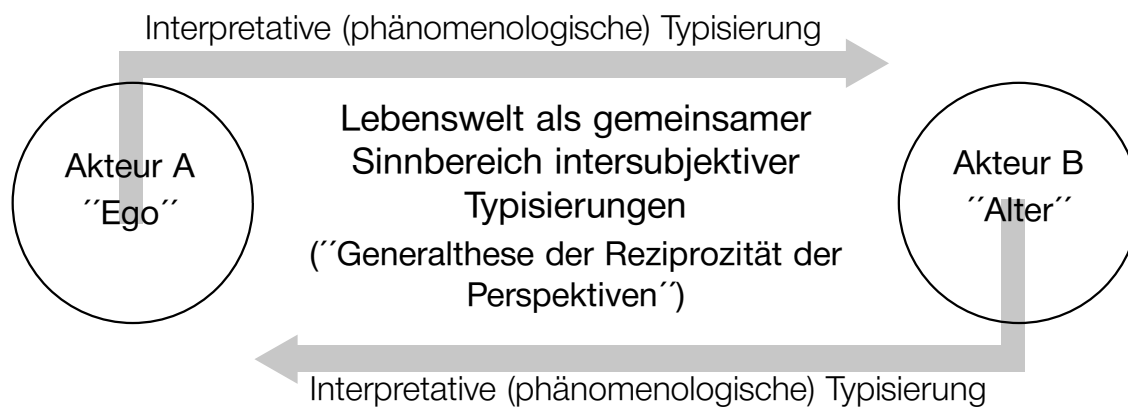 Interpretative (phänomenologische) Typisierung
Akteur A
´´Ego´´
Lebenswelt als gemeinsamer
Sinnbereich intersubjektiver
Typisierungen
(´´Generalthese der Reziprozität der
Perspektiven´´)
Akteur B
´´Alter´´
Interpretative (phänomenologische) Typisierung